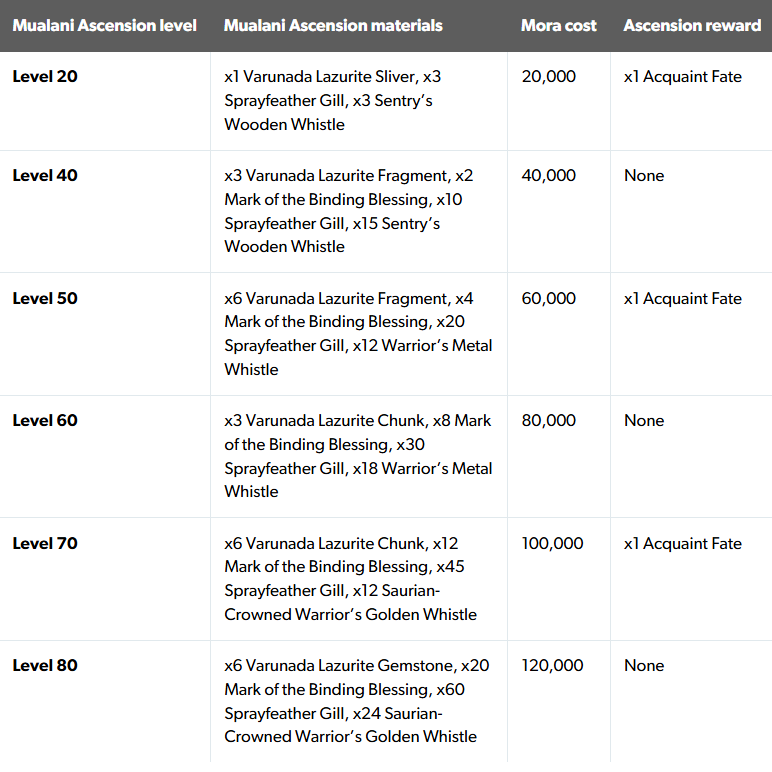 Mualani Ascension level Mualani Ascension materials Mora cost Ascension reward
Level 20 x1 Varunada Lazurite Sliver, x3 20,000 x1 Acquaint Fate
Sprayfeather Gill, x3 Sentry’s
Wooden Whistle
Level 40 x3 Varunada Lazurite Fragment, x2 40,000 None
Mark of the Binding Blessing, x10
Sprayfeather Gill, x15 Sentry’s
Wooden Whistle
Level 50 x6 Varunada Lazurite Fragment, x4 60,000 x1 Acquaint Fate
Mark of the Binding Blessing, x20
Sprayfeather Gill, x12 Warrior’s Metal
Whistle
Level 60 x3 Varunada Lazurite Chunk, x8 Mark 80,000 None
of the Binding Blessing, x30
Sprayfeather Gill, x18 Warrior’s Metal
Whistle
Level 70 x6 Varunada Lazurite Chunk, x12 100,000 x1 Acquaint Fate
Mark of the Binding Blessing, x45
Sprayfeather Gill, x12 Saurian-
Crowned Warrior’s Golden Whistle
Level 80 x6 Varunada Lazurite Gemstone, x20 120,000 None
Mark of the Binding Blessing, x60
Sprayfeather Gill, x24 Saurian-
Crowned Warrior’s Golden Whistle